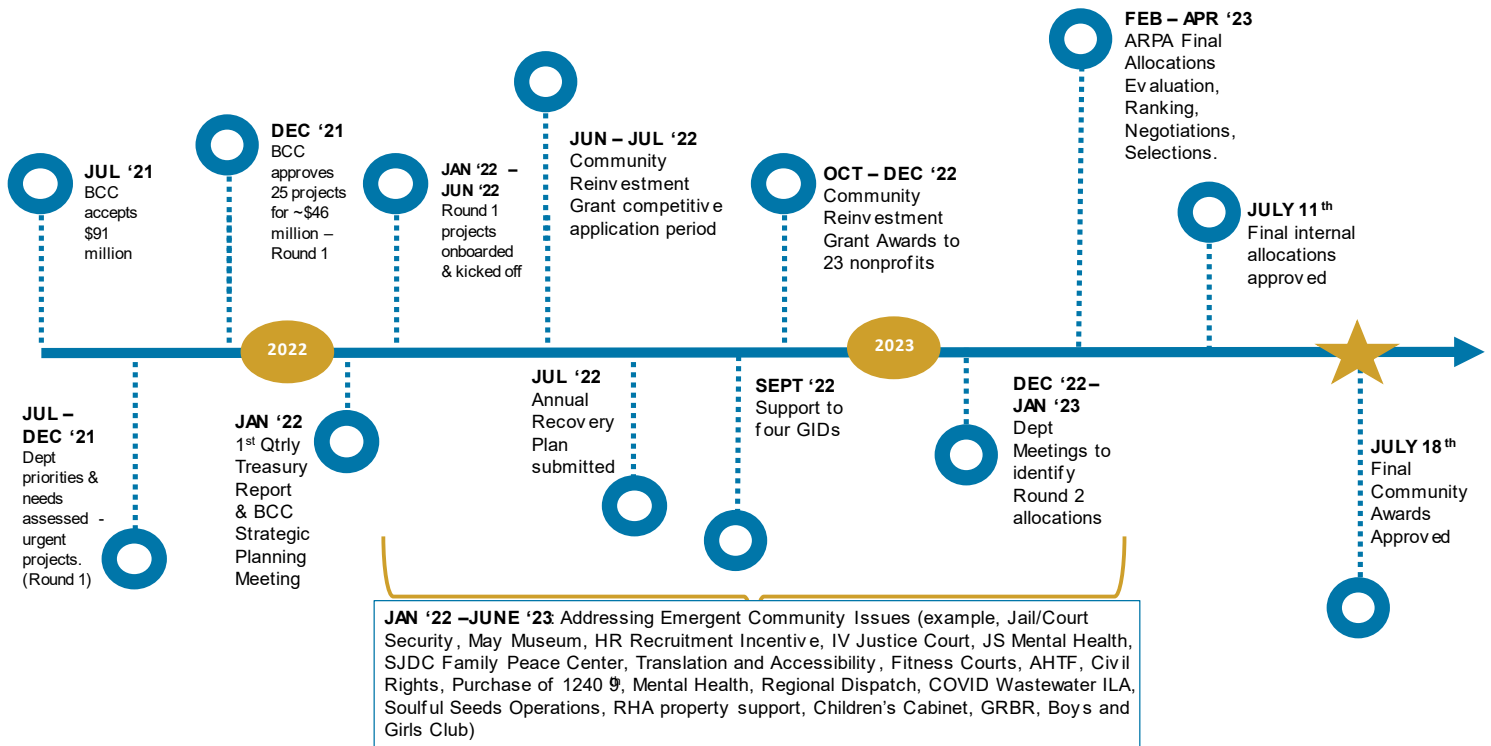 JUL ‘21
BCC
accepts
$91
million
DEC ‘21
BCC
approves
25 projects
for ~$46
million –
Round 1
JAN ‘22 –
JUN ‘22
Round 1
projects
onboarded
& kicked off
JUN – JUL ‘22
Community
Reinvestment
Grant competitive
application period
OCT – DEC ‘22
Community
Reinvestment
Grant Awards to
23 nonprofits
FEB – APR ‘23
ARPA Final
Allocations
Evaluation,
Ranking,
Negotiations,
Selections.
JULY 11th
Final internal
allocations
approved
2022
2023
JUL –
DEC ‘21
Dept
priorities &
needs
assessed -
urgent
projects.
(Round 1)
JAN ‘22
1st Qtrly
Treasury
Report
& BCC
Strategic
Planning
Meeting
JUL ‘22
Annual
Recovery
Plan
submitted
SEPT ‘22
Support to
four GIDs
DEC ‘22–
JAN ‘23
Dept
Meetings to
identify
Round 2
allocations
JULY 18th
Final
Community
Awards
Approved
JAN ‘22 –JUNE ‘23: Addressing Emergent Community Issues (example, Jail/Court
Security, May Museum, HR Recruitment Incentive, IV Justice Court, JS Mental Health,
SJDC Family Peace Center, Translation and Accessibility, Fitness Courts, AHTF, Civil
Rights, Purchase of 1240 9th, Mental Health, Regional Dispatch, COVID Wastewater ILA,
Soulful Seeds Operations, RHA property support, Children’s Cabinet, GRBR, Boys and
Girls Club)